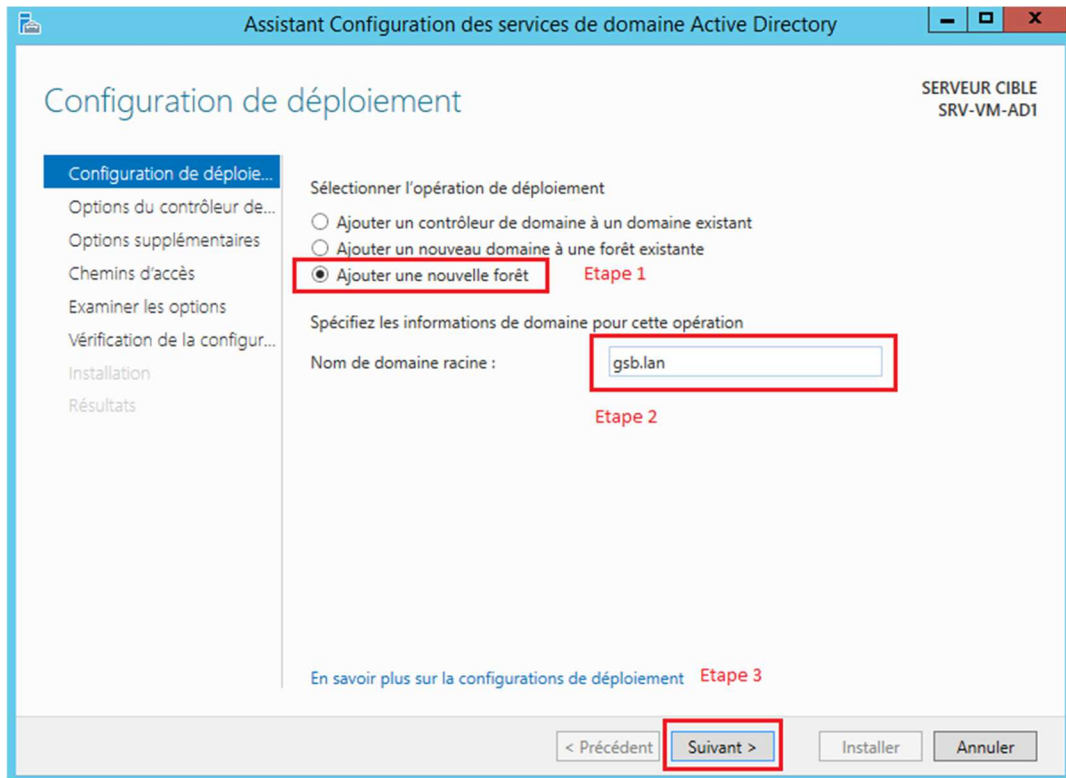 Assistant Configuration des services de domaine Active Directory
Configuration de déploiement
SERVEUR CIBLE
SRV-VM-AD1
Configuration de déploie...
Options du contrôleur de...
Options supplémentaires
Chemins d'accès
Examiner les options
Vérification de la configur...
Installation
Résultats
Sélectionner l'opération de déploiement
Ajouter un contrôleur de domaine à un domaine existant
Ajouter un nouveau domaine à une forêt existante
Ajouter une nouvelle forêt
Etape 1
Spécifiez les informations de domaine pour cette opération
Nom de domaine racine :
gsb.lan
Etape 2
En savoir plus sur la configurations de déploiement
Etape 3
< Précédent
Suivant >
Installer
Annuler